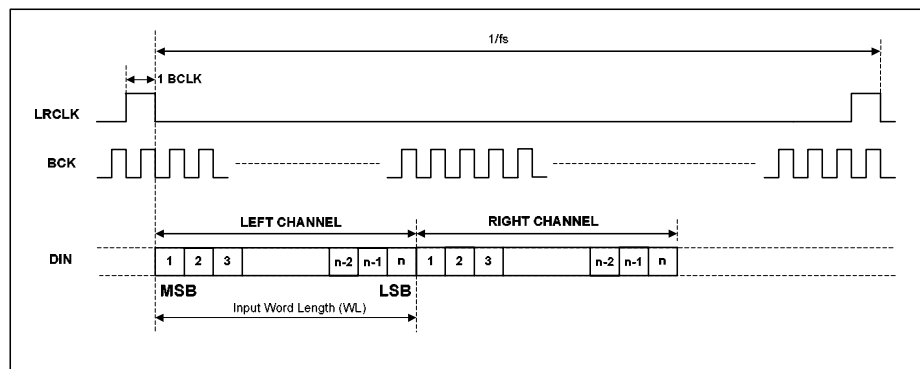 1/fs
1 BCLK
LRCLK
BCK
LEFT CHANNEL RIGHT CHANNEL
DIN 1 2 3 n-2 n-1 n 1 2 3 n-2 n-1 n
MSB LSB
Input Word Length (WL)